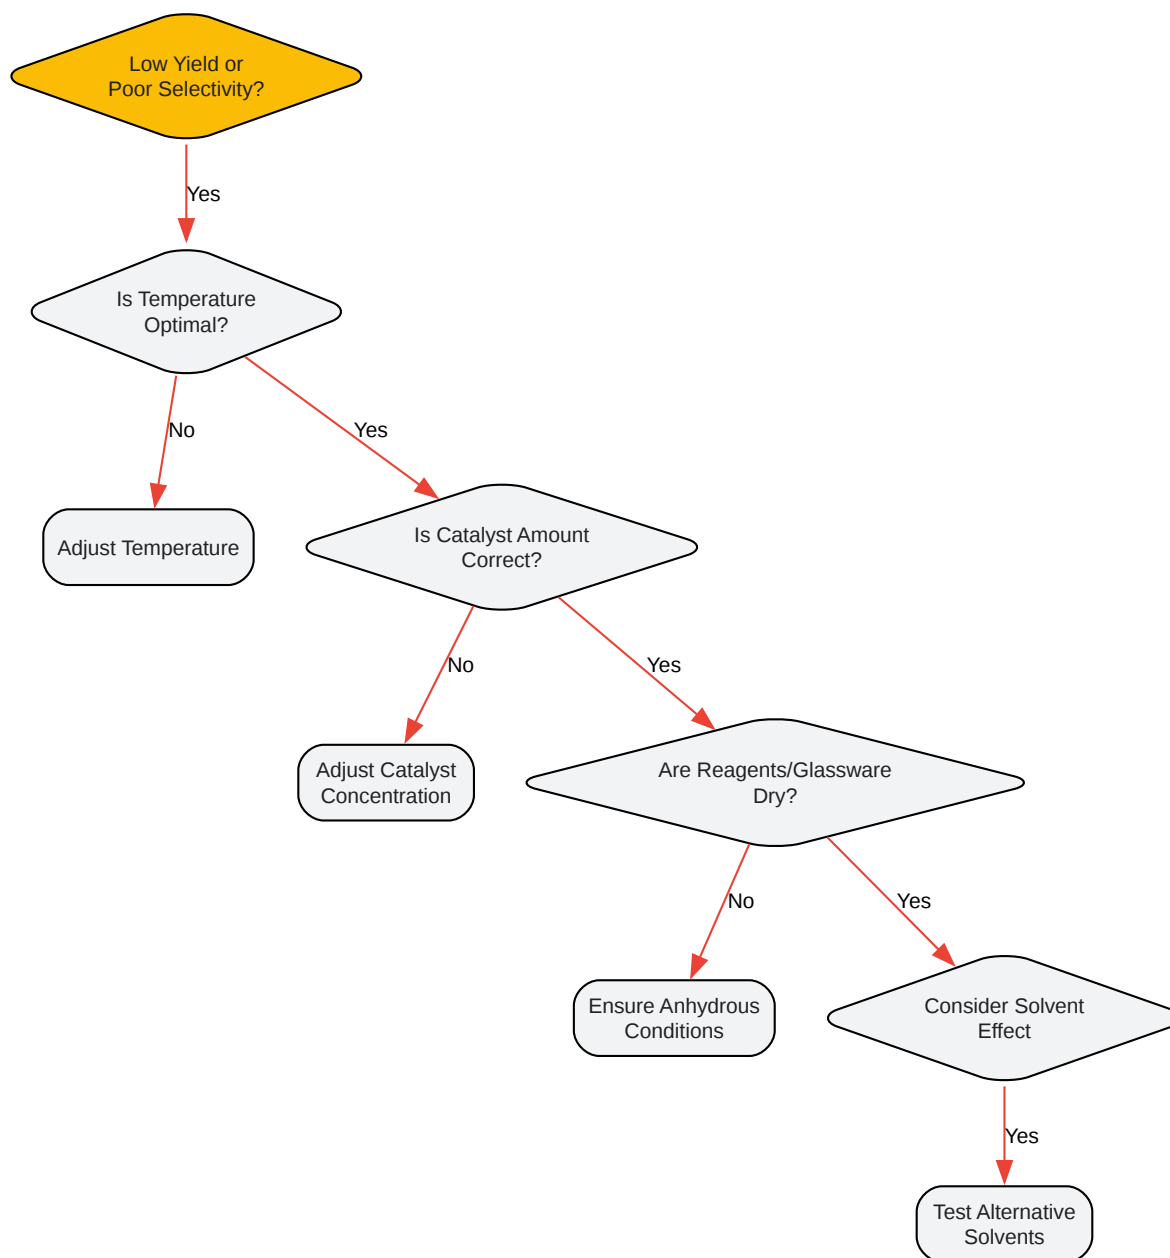 Low Yield or
Poor Selectivity?
Yes
Is Temperature
Optimal?
No
Yes
Adjust Temperature
Is Catalyst Amount
Correct?
No
Yes
Adjust Catalyst
Concentration
Are Reagents/Glassware
Dry?
No
Yes
Ensure Anhydrous
Conditions
Consider Solvent
Effect
Yes
Test Alternative
Solvents